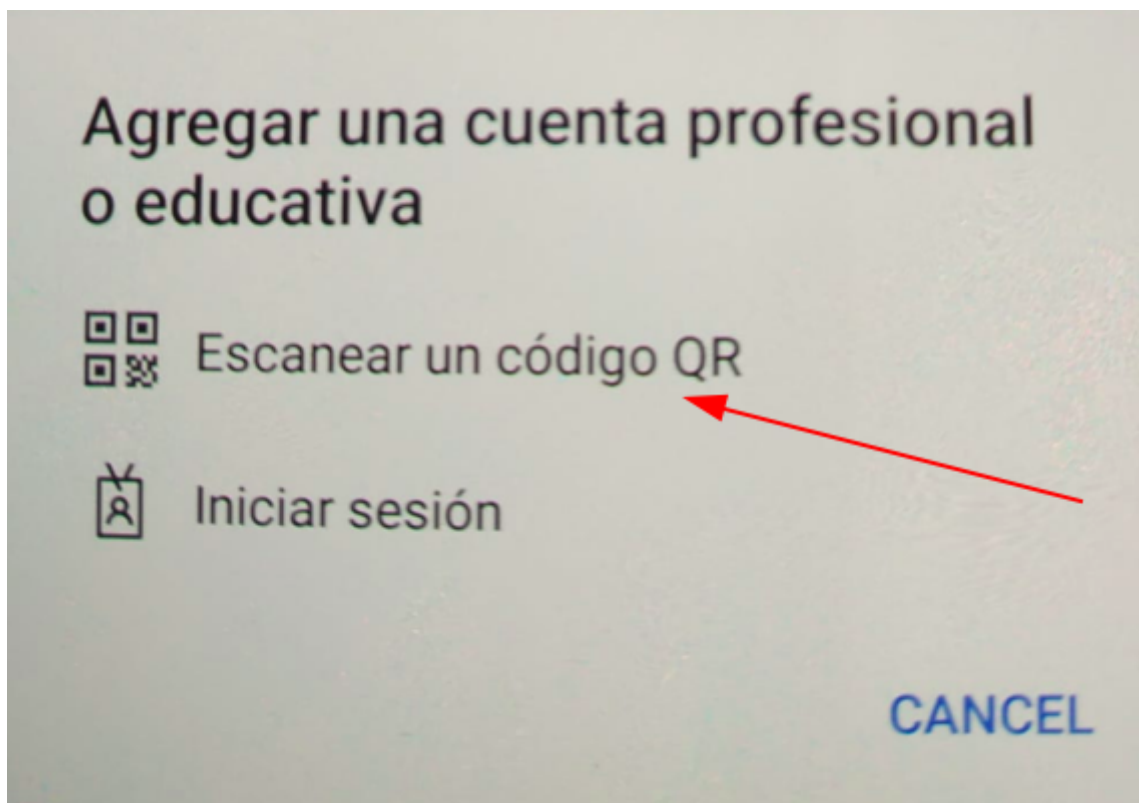 Agregar una cuenta profesional
o educativa
Escanear un código QR
Iniciar sesión
CANCEL